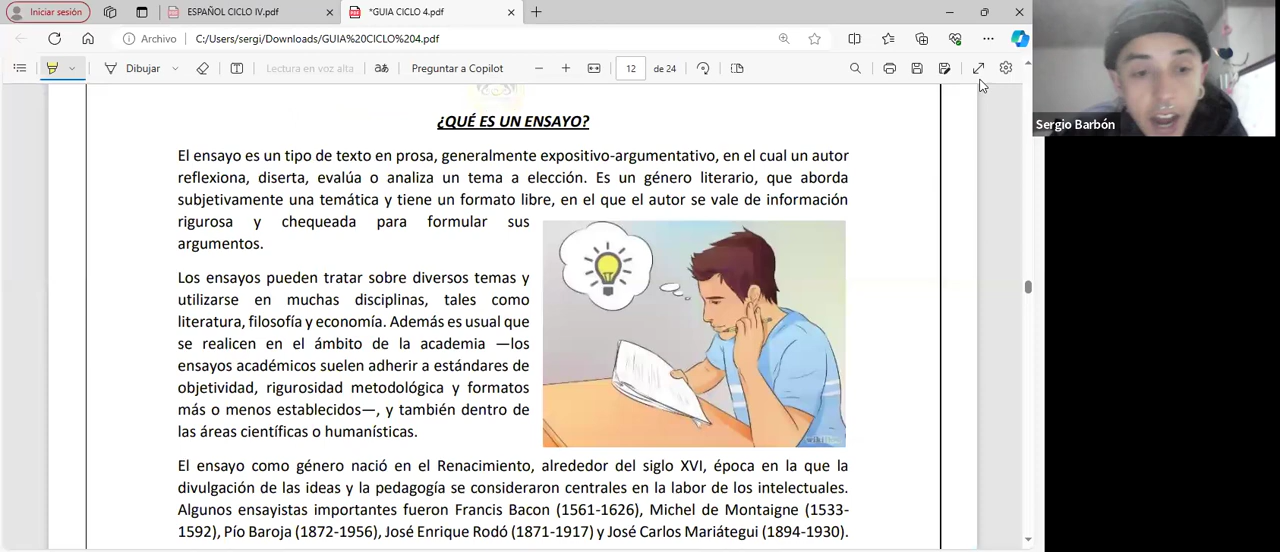 Iniciar sesión
ESPAÑOL CICLO IV.pdf
*GUIA CICLO 4.pdf
Archivo
C:/Users/sergi/Downloads/GUIA%20CICLO%204.pdf
Dibujar
Lectura en voz alta
aあ
Preguntar a Copilot
12 de 24
Sergio Barbón
¿QUÉ ES UN ENSAYO?
El ensayo es un tipo de texto en prosa, generalmente expositivo-argumentativo, en el cual un autor
reflexiona, diserta, evalúa o analiza un tema a elección. Es un género literario, que aborda
subjetivamente una temática y tiene un formato libre, en el que el autor se vale de información
rigurosa y chequeada para formular sus
argumentos.
Los ensayos pueden tratar sobre diversos temas y
utilizarse en muchas disciplinas, tales como
literatura, filosofía y economía. Además es usual que
se realicen en el ámbito de la academia —los
ensayos académicos suelen adherir a estándares de
objetividad, rigurosidad metodológica y formatos
más o menos establecidos—, y también dentro de
las áreas científicas o humanísticas.
El ensayo como género nació en el Renacimiento, alrededor del siglo XVI, época en la que la
divulgación de las ideas y la pedagogía se consideraron centrales en la labor de los intelectuales.
Algunos ensayistas importantes fueron Francis Bacon (1561-1626), Michel de Montaigne (1533-
1592), Pío Baroja (1872-1956), José Enrique Rodó (1871-1917) y José Carlos Mariátegui (1894-1930).